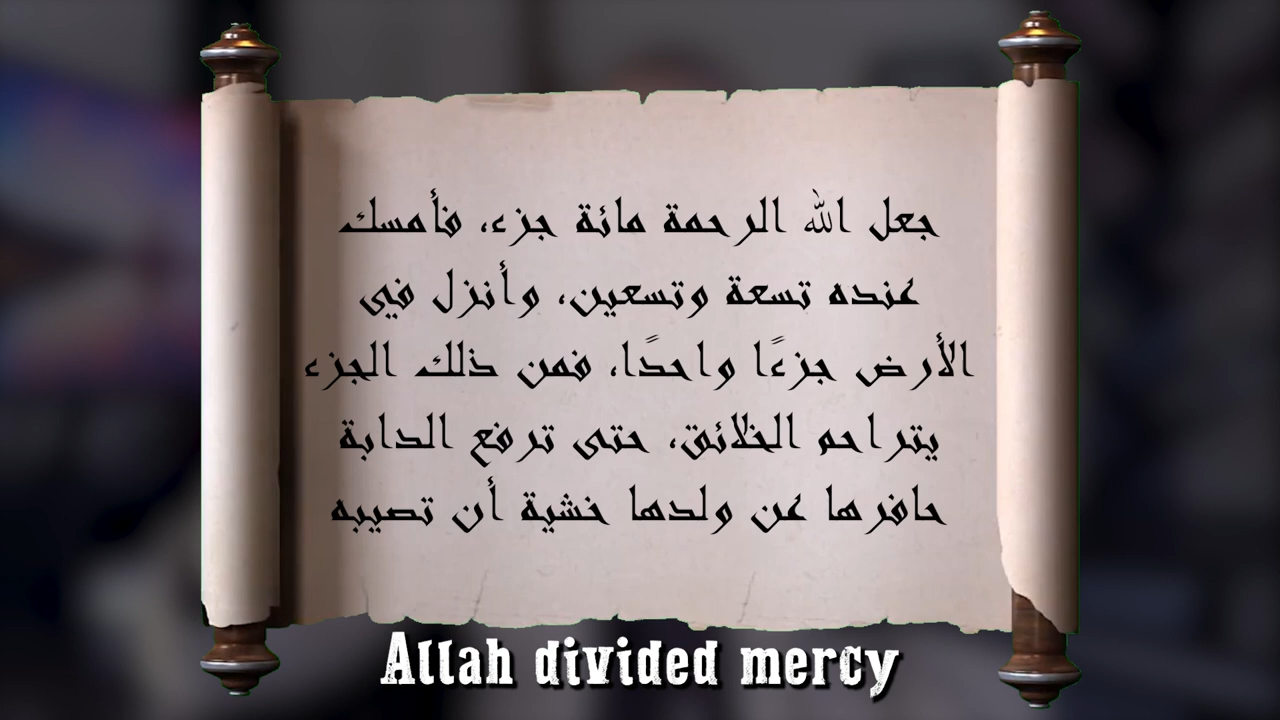 جعل الله الرحمة مائة جزء، فأمسك
عنده تسعة وتسعين، وأنزل في
الأرض جزءًا واحدًا، فمن ذلك الجزء
يتراحم الخلائق، حتى ترفع الدابة
حافرها عن ولدها خشية أن تصيبه
Allah divided mercy